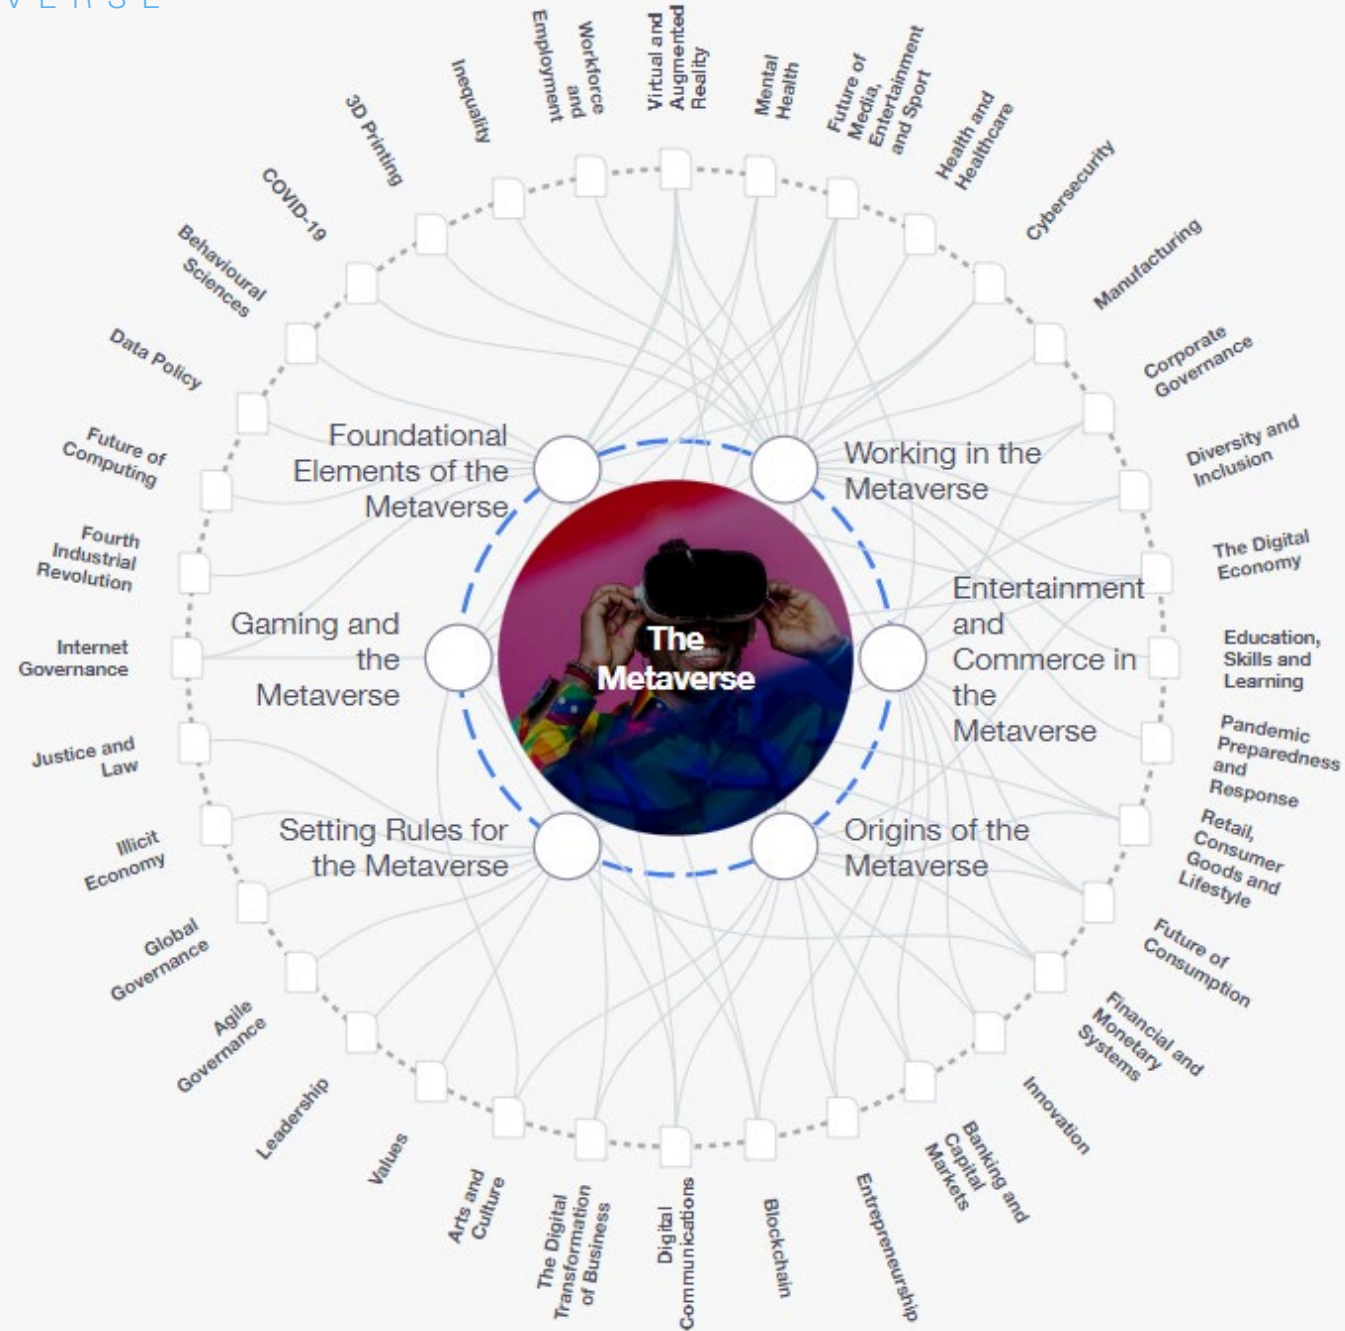 VERSE
Virtual and
Augmented
Reality
Mental
Health
Future of
Media,
Entertainment
and Sport
Health and
Healthcare
Cybersecurity
Manufacturing
Corporate
Governance
Diversity and
Inclusion
The Digital
Economy
Education,
Skills and
Learning
Pandemic
Preparedness
and
Response
Retail,
Consumer
Goods and
Lifestyle
Future of
Consumption
Financial and
Monetary
Systems
Innovation
Banking and
Capital
Markets
Entrepreneurship
Blockchain
Digital
Communications
The Digital
Transformation
of Business
Arts and
Culture
Values
Leadership
Agile
Governance
Global
Governance
Illicit
Economy
Justice and
Law
Internet
Governance
Fourth
Industrial
Revolution
Future of
Computing
Data Policy
Behavioural
Sciences
COVID-19
3D Printing
Inequality
Workforce
and
Employment
Foundational
Elements of the
Metaverse
Working in the
Metaverse
Gaming and
the
Metaverse
The
Metaverse
Entertainment
and
Commerce in
the
Metaverse
Setting Rules for
the Metaverse
Origins of the
Metaverse